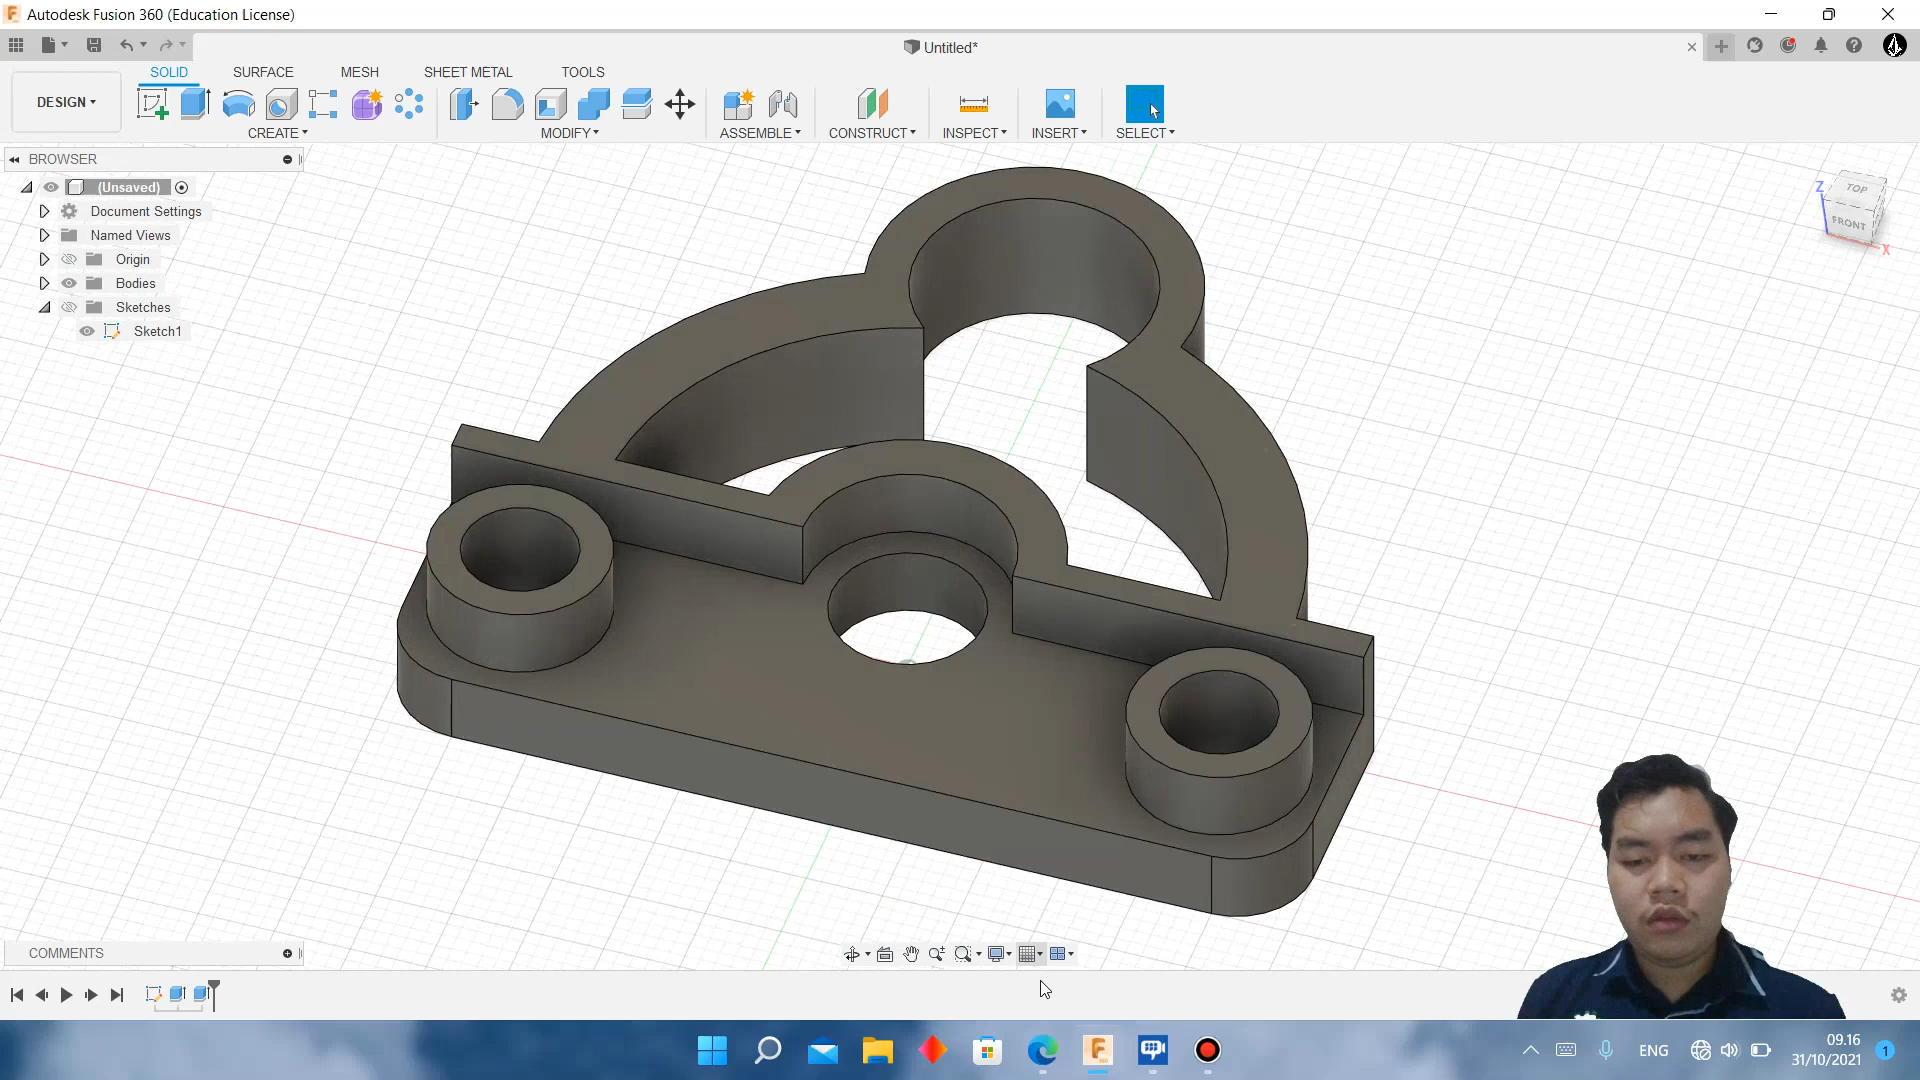 Autodesk Fusion 360 (Education License)
Untitled*
SOLID SURFACE MESH SHEET METAL TOOLS
DESIGN
CREATE MODIFY ASSEMBLE CONSTRUCT INSPECT INSERT SELECT
BROWSER
(Unsaved)
Document Settings
Named Views
Origin
Bodies
Sketches
Sketch1
Z
TOP
FRONT
X
COMMENTS
ENG
09.16
31/10/2021
1